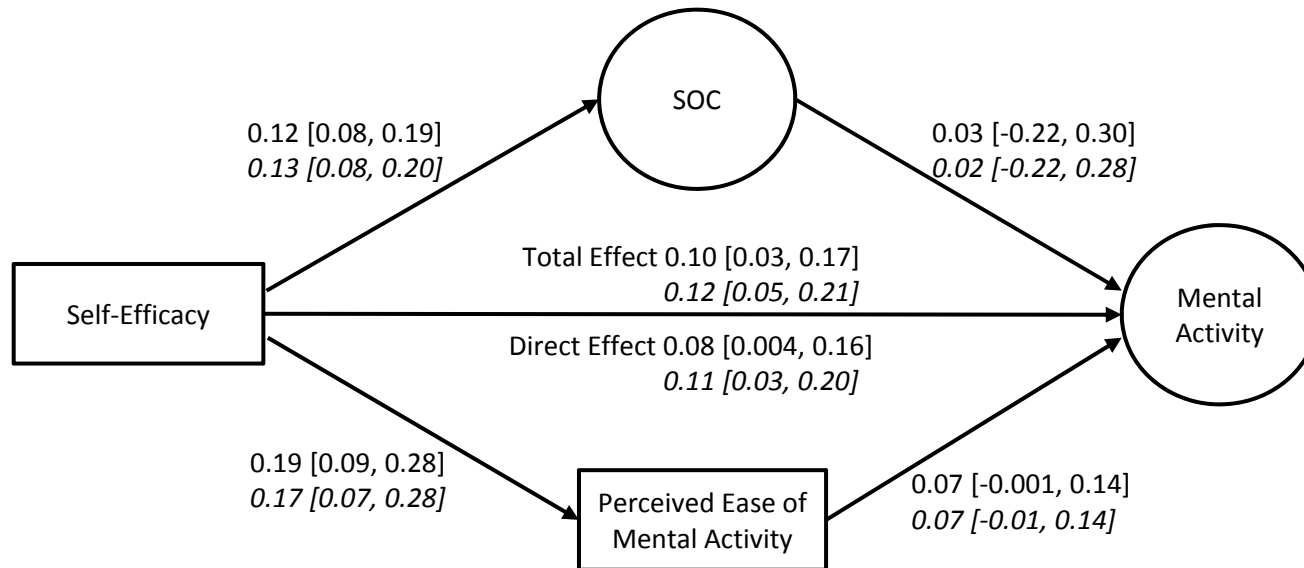 SOC
0.12 [0.08, 0.19]
0.13 [0.08, 0.20]
0.03 [-0.22, 0.30]
0.02 [-0.22, 0.28]
Self-Efficacy
Total Effect 0.10 [0.03, 0.17]
0.12 [0.05, 0.21]
Direct Effect 0.08 [0.004, 0.16]
0.11 [0.03, 0.20]
Mental
Activity
0.19 [0.09, 0.28]
0.17 [0.07, 0.28]
Perceived Ease of
Mental Activity
0.07 [-0.001, 0.14]
0.07 [-0.01, 0.14]